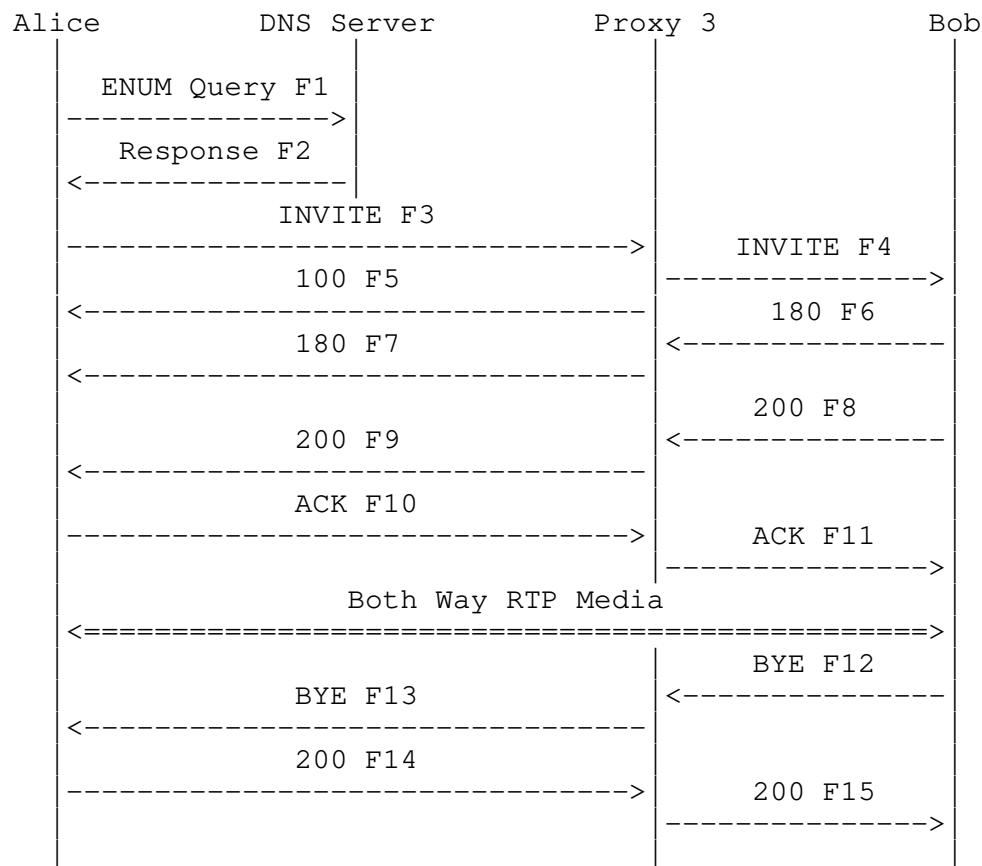 Alice DNS Server Proxy 3 Bob
ENUM Query F1
Response F2
INVITE F3
INVITE F4
100 F5
180 F6
180 F7
200 F8
200 F9
ACK F10
ACK F11
Both Way RTP Media
BYE F12
BYE F13
200 F14
200 F15